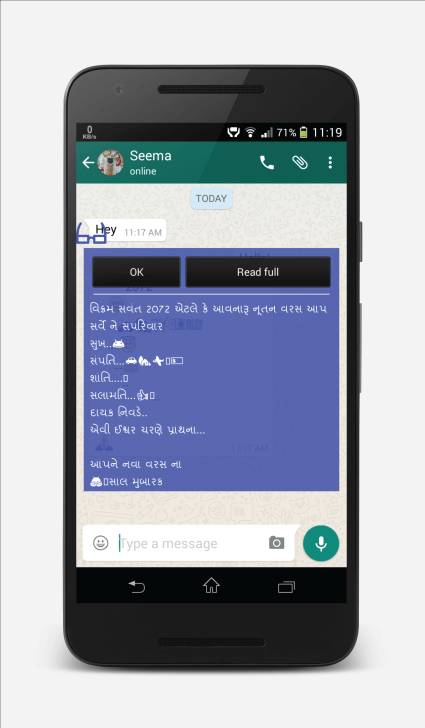 0
KB/s
71% 11:19
Seema
online
TODAY
Hey 11:17 AM
OK
Read full
વિક્રમ સવંત 2072 એટલે કે આવનારૂ નૂતન વરસ આપ
સર્વે ને સપરિવાર
સુખ..
સંપતિ...
શાતિ....
સલામતિ...
દાયક નિવડે..
એવી ઈશ્વર ચરણે પ્રાથના...
11:17 AM
આપને નવા વરસ ના
સાલ મુબારક
Type a message